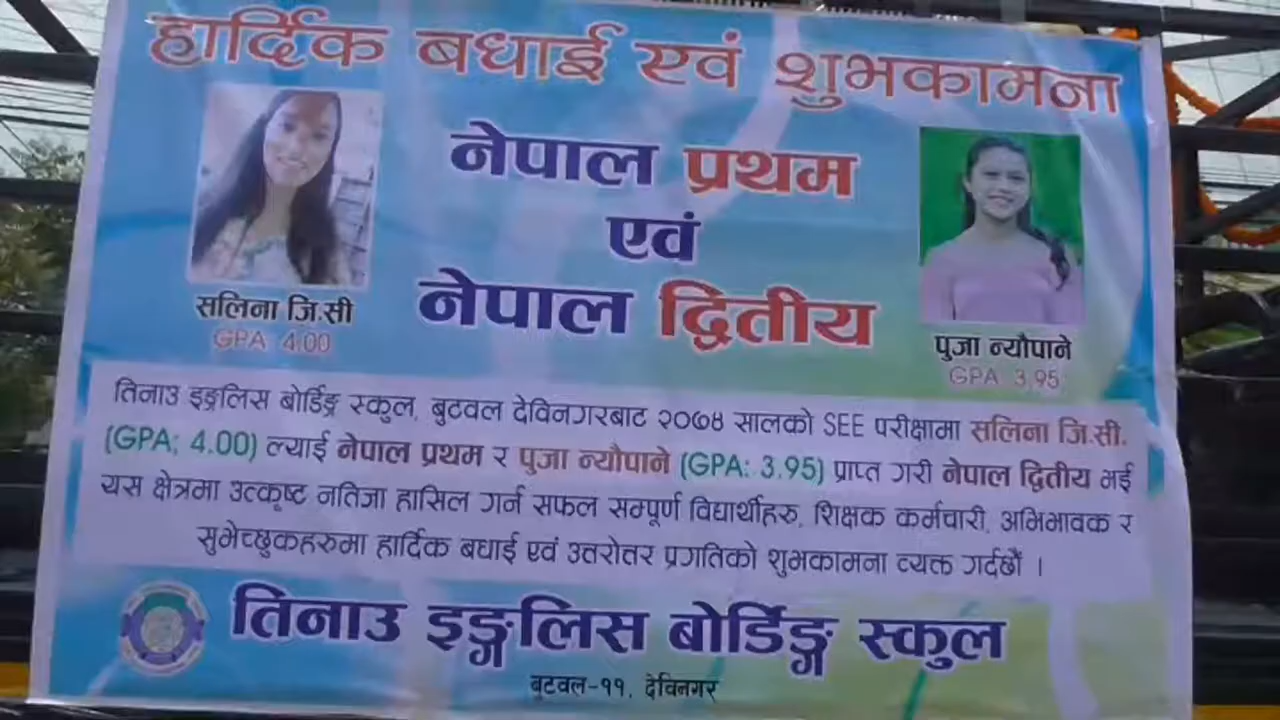 हार्दिक बधाई एवं शुभकामना
नेपाल प्रथम
एवं
नेपाल द्वितीय
सलिना जि.सी
GPA 4.00
पुजा न्यौपाने
GPA 3.95
तिनाउ इङ्गलिस बोर्डिङ्ग स्कुल, बुटवल देविनगरबाट २०७४ सालको SEE परीक्षामा सलिना जि.सी.
(GPA; 4.00) ल्याई नेपाल प्रथम र पुजा न्यौपाने (GPA: 3.95) प्राप्त गरी नेपाल द्वितीय भई
यस क्षेत्रमा उत्कृष्ट नतिजा हासिल गर्न सफल सम्पूर्ण विद्यार्थीहरु, शिक्षक कर्मचारी, अभिभावक र
सुभेच्छुकहरुमा हार्दिक बधाई एवं उत्तरोत्तर प्रगतिको शुभकामना व्यक्त गर्दछौं ।
तिनाउ इङ्गलिस बोर्डिङ्ग स्कुल
बुटवल-११, देविनगर